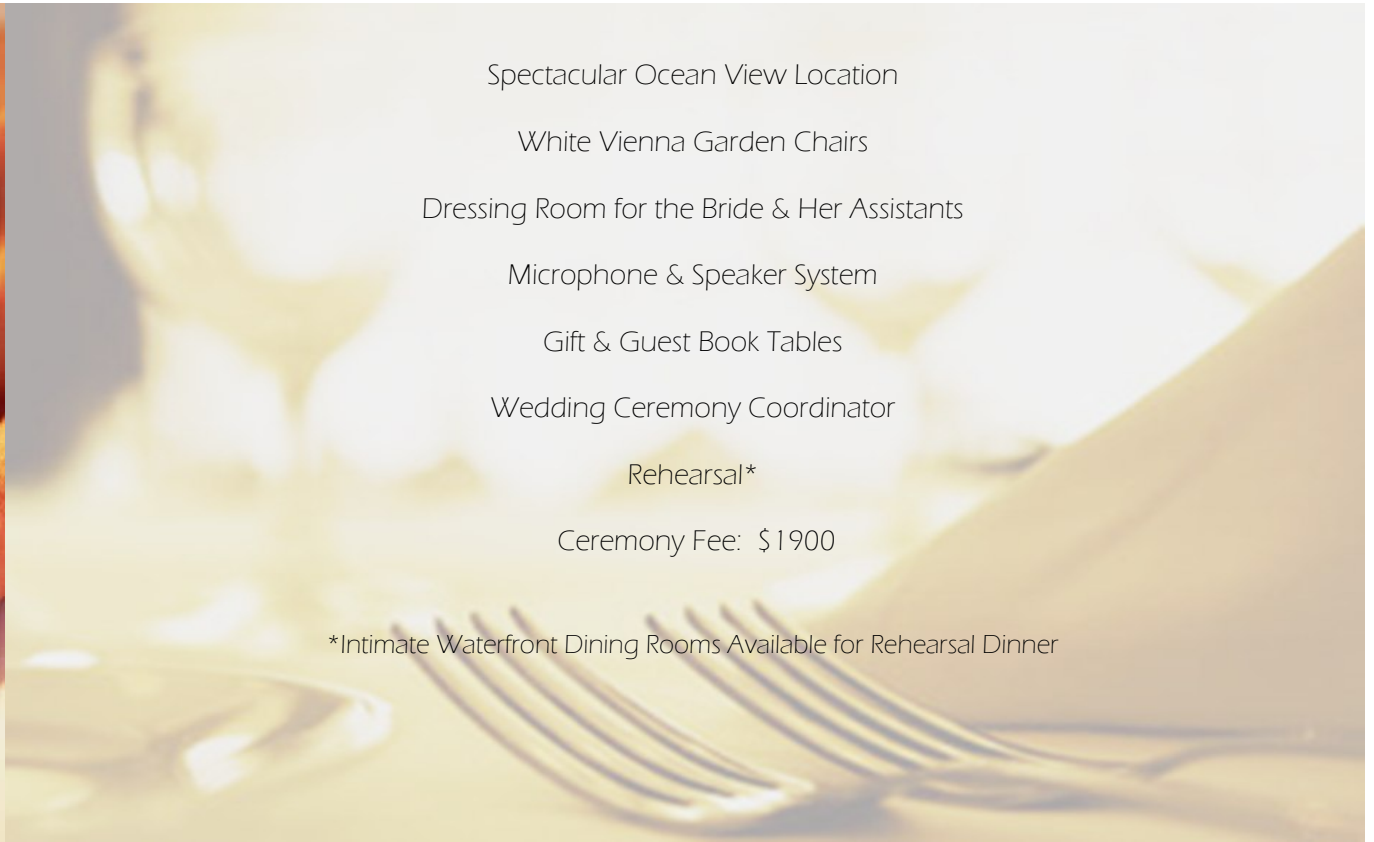 Spectacular Ocean View Location
White Vienna Garden Chairs
Dressing Room for the Bride & Her Assistants
Microphone & Speaker System
Gift & Guest Book Tables
Wedding Ceremony Coordinator
Rehearsal*
Ceremony Fee:  $1900
*Intimate Waterfront Dining Rooms Available for Rehearsal Dinner